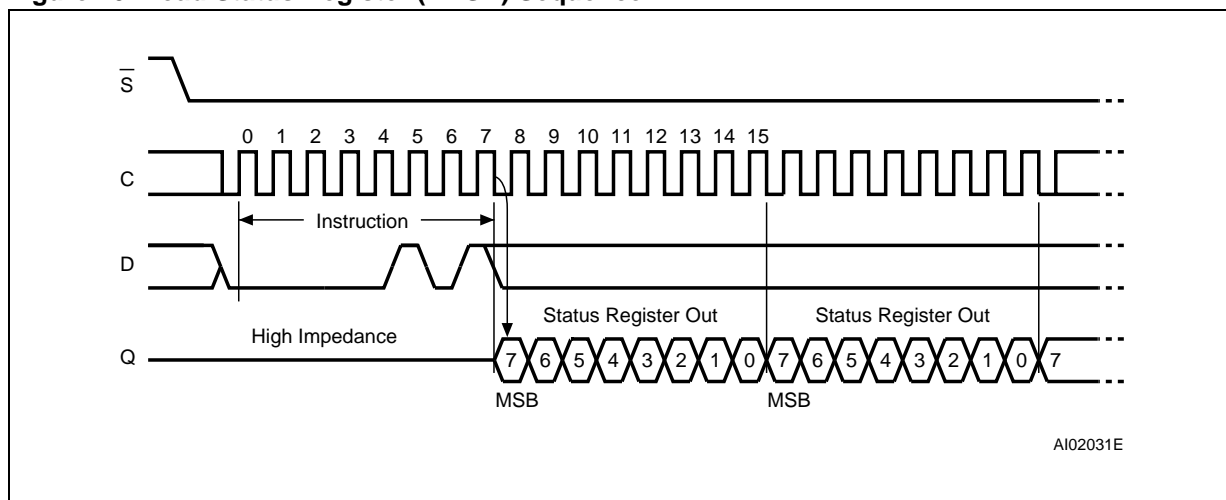 S
0 1 2 3 4 5 6 7 8 9 10 11 12 13 14 15
C
Instruction
D
Status Register Out Status Register Out
High Impedance
Q 7 6 5 4 3 2 1 0 7 6 5 4 3 2 1 0 7
MSB MSB
AI02031E